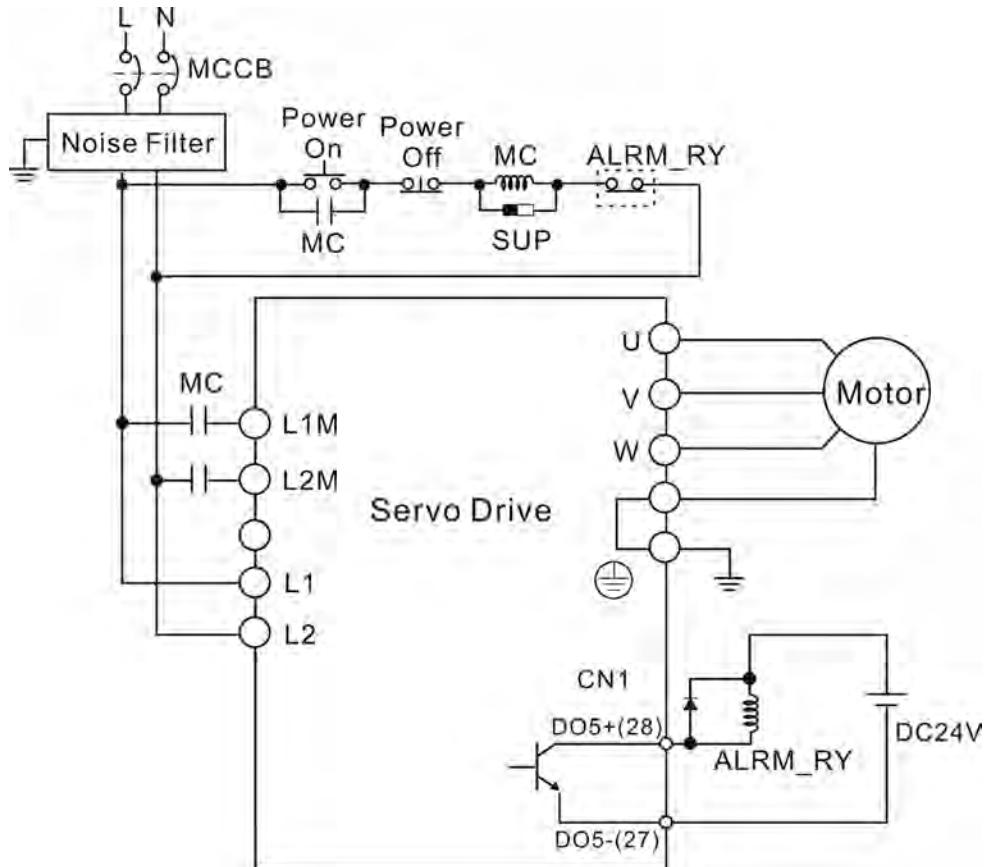 L N
MCCB
Noise Filter
Power
On
Power
Off
MC
ALRM_RY
MC
SUP
MC
L1M
L2M
L1
L2
Servo Drive
U
V
W
Motor
CN1
DO5+(28)
DO5-(27)
ALRM_RY
DC24V